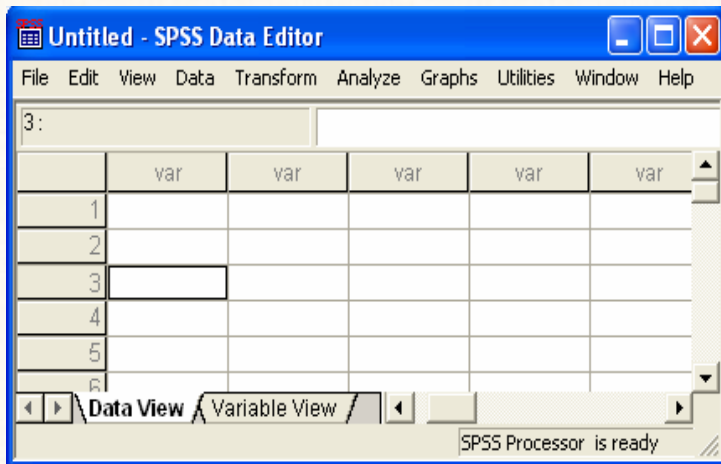 Untitled - SPSS Data Editor
File Edit View Data Transform Analyze Graphs Utilities Window Help
3:
var var var var var
1
2
3
4
5
6
Data View Variable View
SPSS Processor is ready